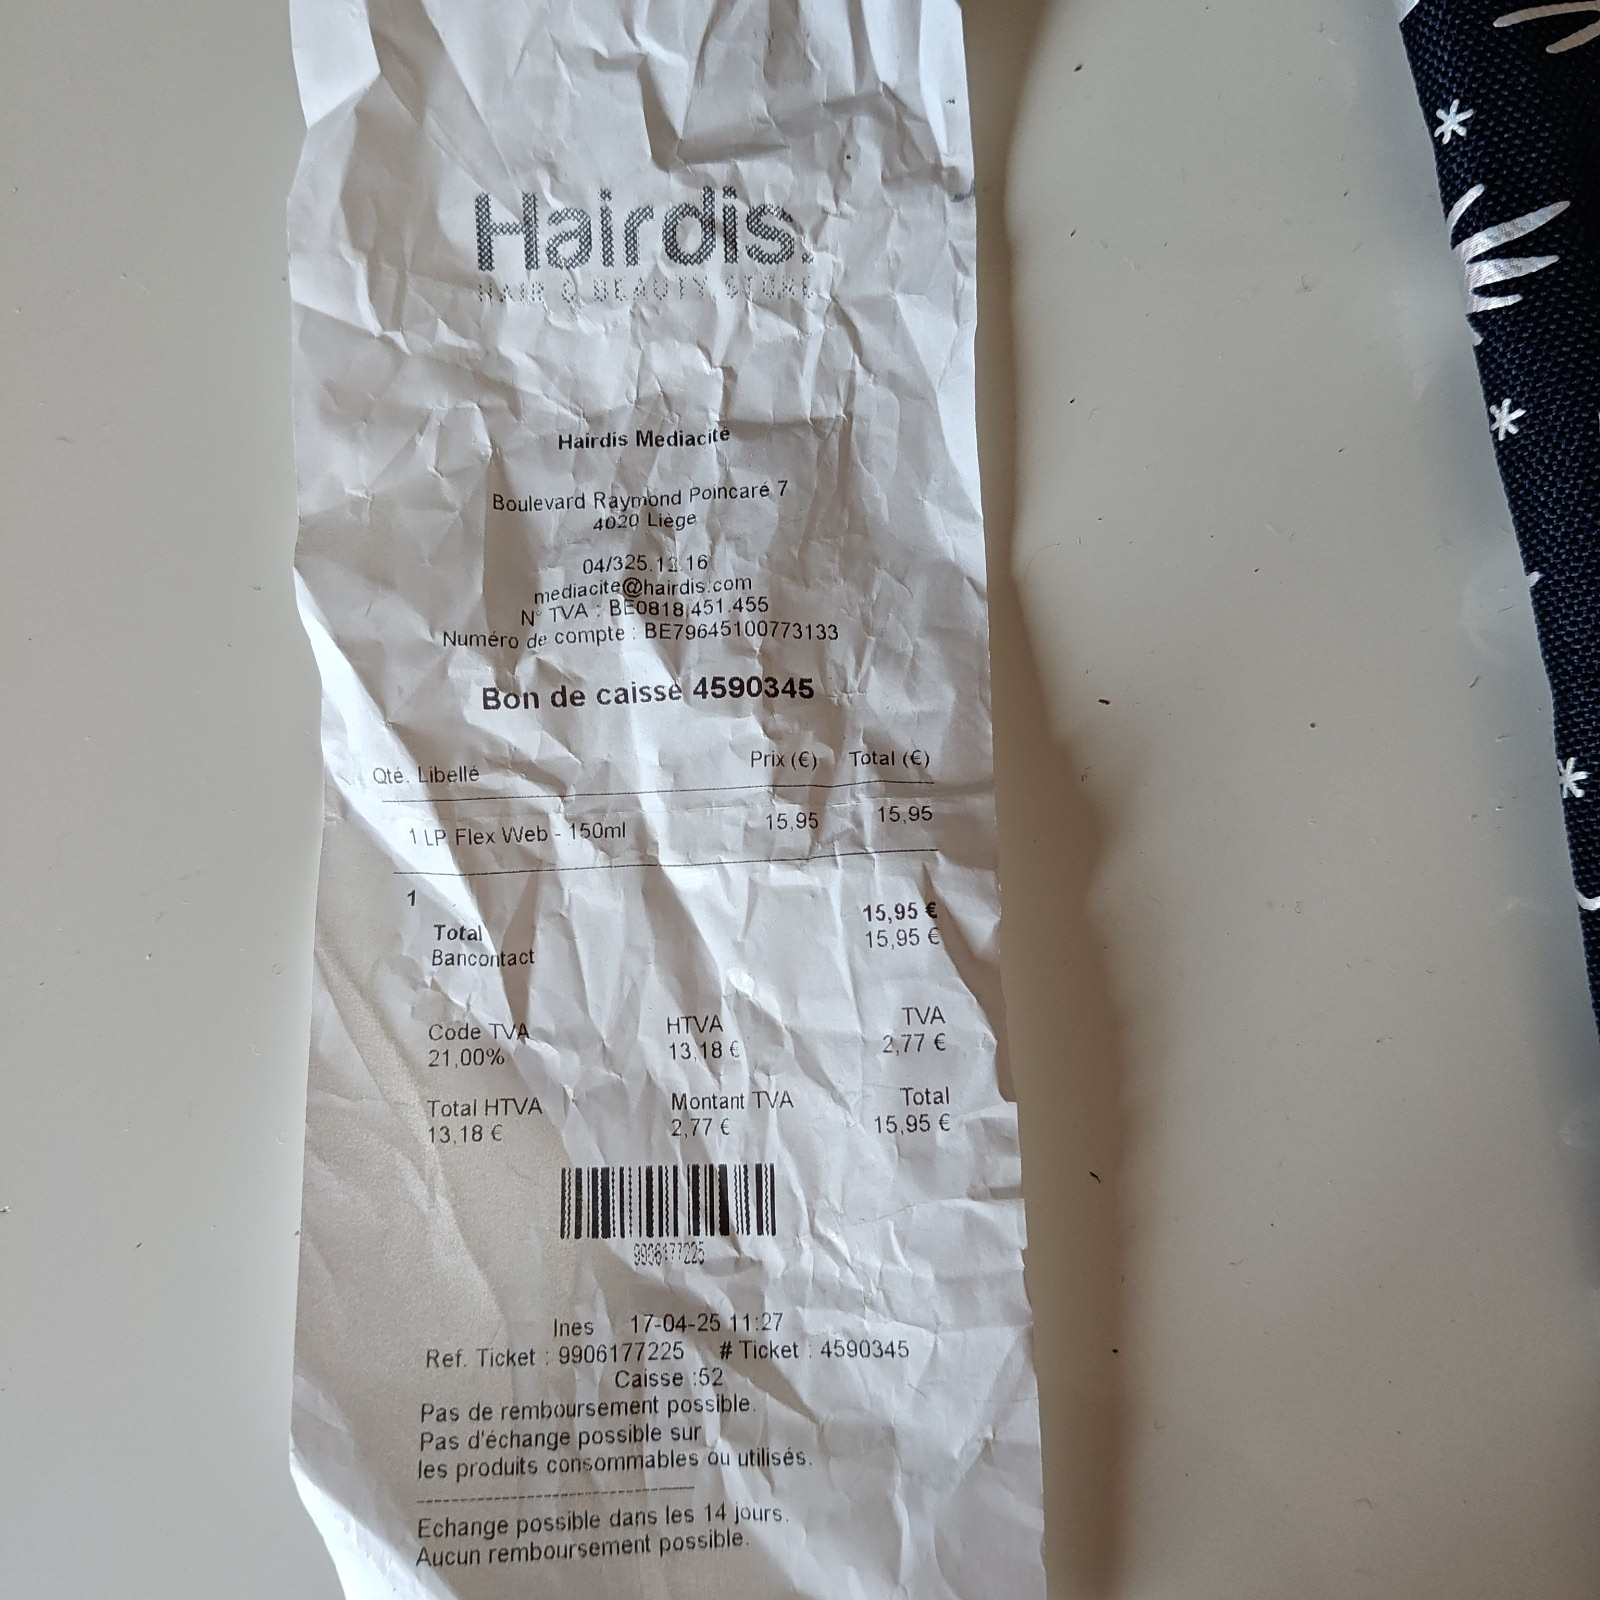 Hairdis.
HAIR & BEAUTY STORE
Hairdis Mediacité
Boulevard Raymond Poincaré 7
4020 Liège
04/325.12.16
mediacite@hairdis.com
N° TVA : BE0818.451.455
Numéro de compte : BE79645100773133
Bon de caisse 4590345
Qté. Libellé Prix (€) Total (€)
1 LP Flex Web - 150ml 15,95 15,95
1
Total 15,95 €
Bancontact 15,95 €
Code TVA HTVA TVA
21,00% 13,18 € 2,77 €
Total HTVA Montant TVA Total
13,18 € 2,77 € 15,95 €
9906177225
Ines 17-04-25 11:27
Ref. Ticket : 9906177225 # Ticket : 4590345
Caisse :52
Pas de remboursement possible.
Pas d'échange possible sur
les produits consommables ou utilisés.
-------------------------------
Echange possible dans les 14 jours.
Aucun remboursement possible.